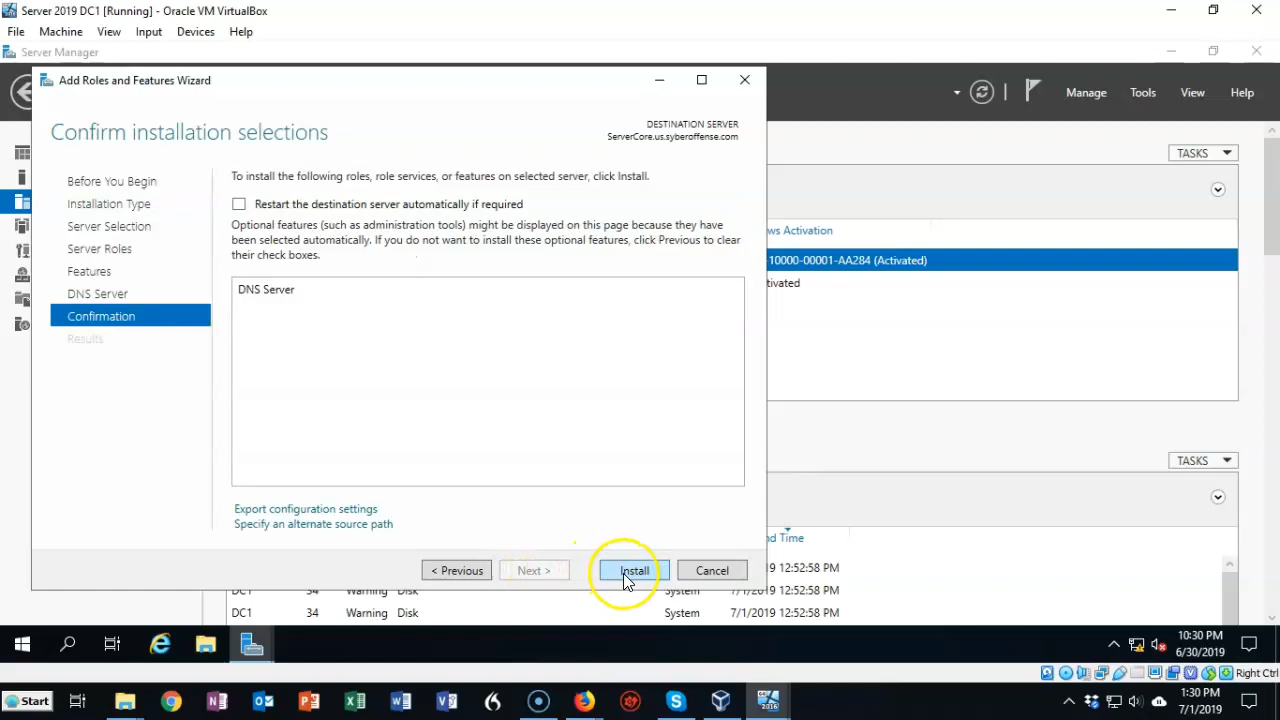 Server 2019 DC1 [Running] - Oracle VM VirtualBox
File Machine View Input Devices Help
Server Manager
Add Roles and Features Wizard
Manage Tools View Help
Confirm installation selections
DESTINATION SERVER
ServerCore.us.syberoffense.com
TASKS
Before You Begin
Installation Type
Server Selection
Server Roles
Features
DNS Server
Confirmation
Results
To install the following roles, role services, or features on selected server, click Install.
Restart the destination server automatically if required
Optional features (such as administration tools) might be displayed on this page because they have
been selected automatically. If you do not want to install these optional features, click Previous to clear
their check boxes.
DNS Server
Export configuration settings
Specify an alternate source path
< Previous Next > Install Cancel
ws Activation
10000-00001-AA284 (Activated)
tivated
TASKS
nd Time
19 12:52:58 PM
DC1 34 Warning Disk System 7/1/2019 12:52:58 PM
DC1 34 Warning Disk System 7/1/2019 12:52:58 PM
10:30 PM
6/30/2019
Right Ctrl
Start
1:30 PM
7/1/2019